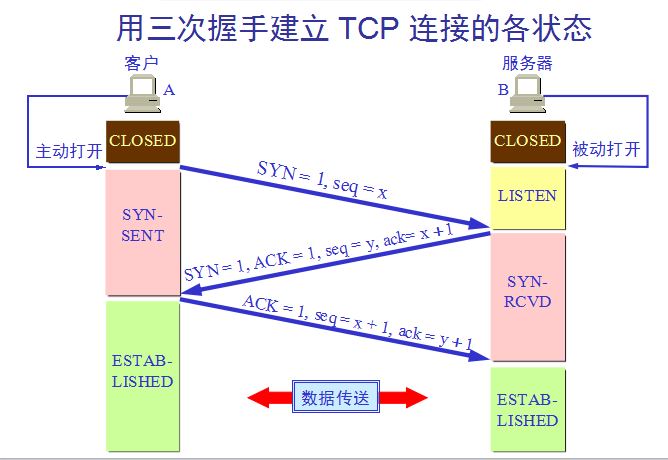 用三次握手建立 TCP 连接的各状态
客户
服务器
A
B
CLOSED
CLOSED
主动打开
被动打开
SYN = 1, seq = x
LISTEN
SYN-
SENT
SYN = 1, ACK = 1, seq = y, ack= x + 1
SYN-
RCVD
ACK = 1, seq = x + 1, ack = y + 1
ESTAB-
LISHED
数据传送
ESTAB-
LISHED